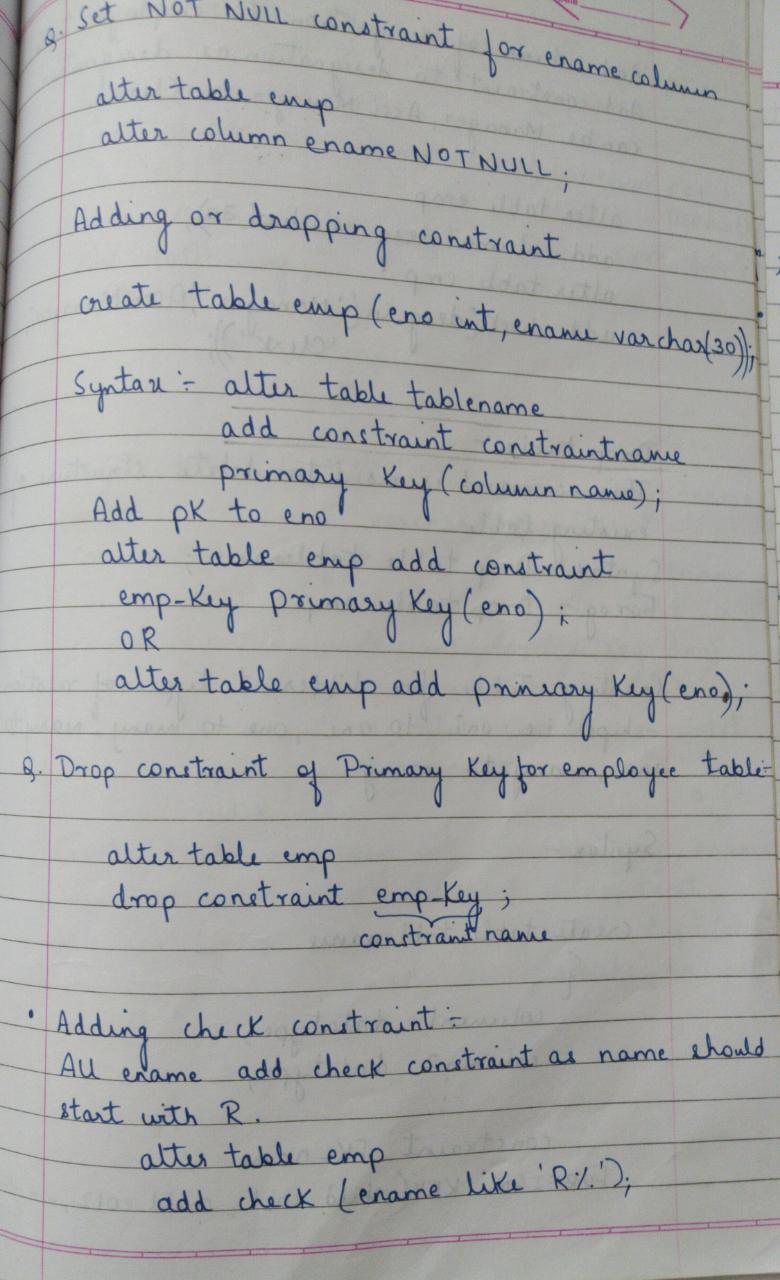 Q. Set NOT NULL constraint for ename column
alter table emp
alter column ename NOT NULL;
Adding or dropping constraint
create table emp (eno int, ename varchar(30));
Syntax :- alter table tablename
add constraint constraintname
primary key (column name);
Add pK to eno
alter table emp add constraint
emp-key primary key (eno);
OR
alter table emp add primary key (eno);
Q. Drop constraint of Primary key for employee table:-
alter table emp
drop constraint emp-key ;
constraint name
• Adding check constraint :-
All ename add check constraint as name should
start with R.
alter table emp
add check (ename like 'R%');